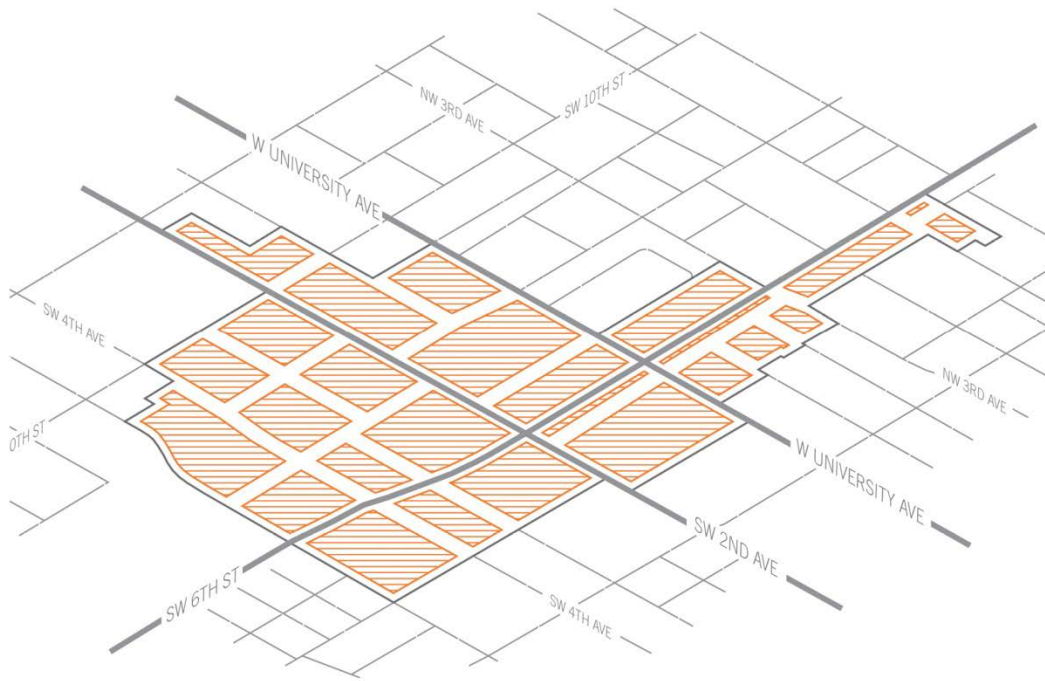 SW 10TH ST
NW 3RD AVE
W UNIVERSITY AVE
SW 4TH AVE
NW 3RD AVE
0TH ST
W UNIVERSITY AVE
SW 2ND AVE
SW 6TH ST
SW 4TH AVE